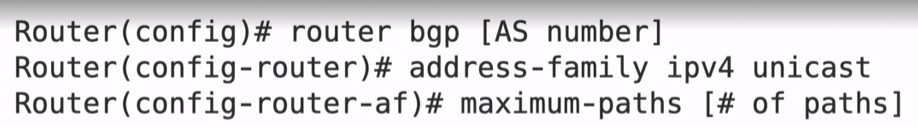 Router(config)# router bgp [AS number]
Router(config-router)# address-family ipv4 unicast
Router(config-router-af)# maximum-paths [# of paths]